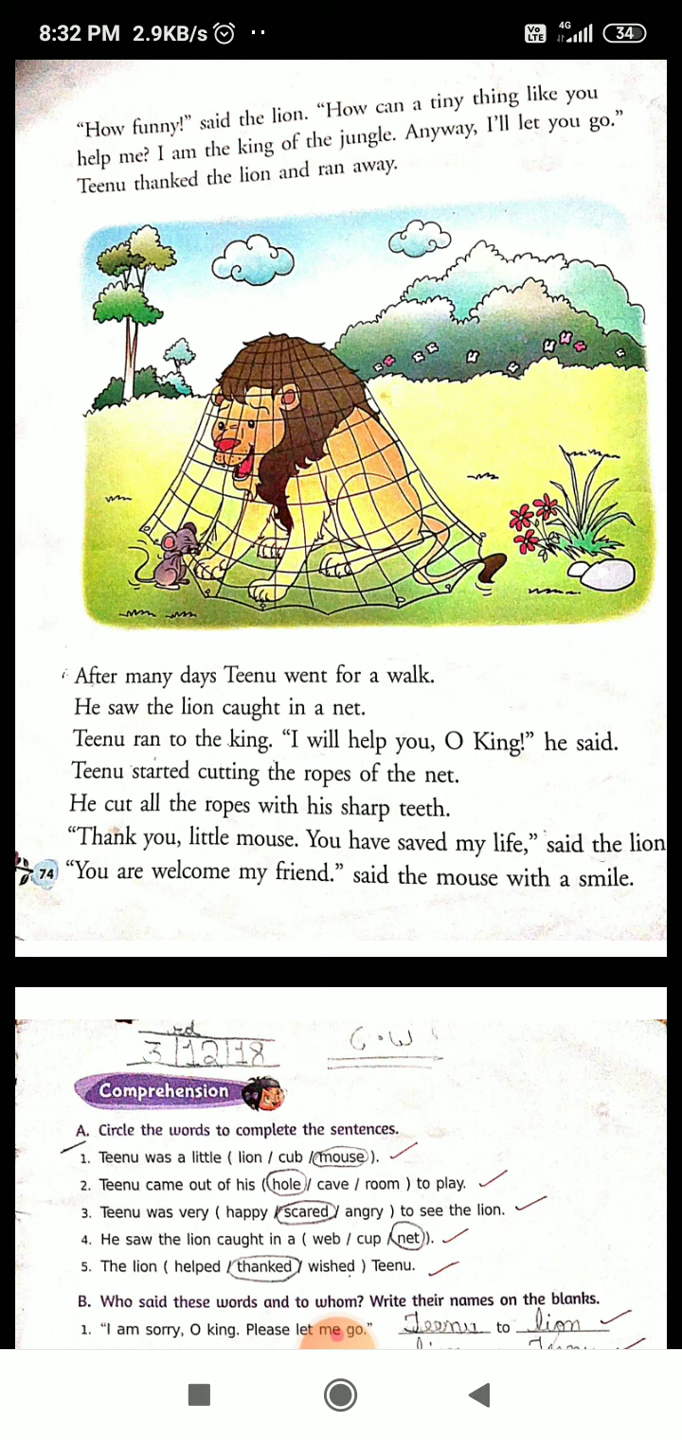 8:32 PM 2.9KB/s
Vo LTE 4G 34
“How funny!” said the lion. “How can a tiny thing like you
help me? I am the king of the jungle. Anyway, I’ll let you go.”
Teenu thanked the lion and ran away.
After many days Teenu went for a walk.
He saw the lion caught in a net.
Teenu ran to the king. “I will help you, O King!” he said.
Teenu started cutting the ropes of the net.
He cut all the ropes with his sharp teeth.
“Thank you, little mouse. You have saved my life,” said the lion
74 “You are welcome my friend.” said the mouse with a smile.
3rd|12|18 C.W
Comprehension
A. Circle the words to complete the sentences.
1. Teenu was a little ( lion / cub / mouse ).
2. Teenu came out of his ( hole / cave / room ) to play.
3. Teenu was very ( happy / scared / angry ) to see the lion.
4. He saw the lion caught in a ( web / cup / net ).
5. The lion ( helped / thanked / wished ) Teenu.
B. Who said these words and to whom? Write their names on the blanks.
1. “I am sorry, O king. Please let me go.” Teenu to lion